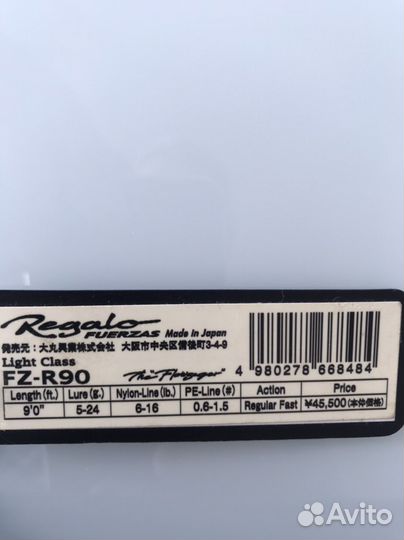 Regalo
FUERZAS Made in Japan
発売元：大丸興業株式会社 大阪市中央区備後町3-4-9
Light Class
FZ-R90
4 980278 668484
Length (ft.) Lure (g.) Nylon-Line (lb.) PE-Line (#) Action Price
9'0" 5-24 6-16 0.6-1.5 Regular Fast ¥45,500(本体価格)
Avito